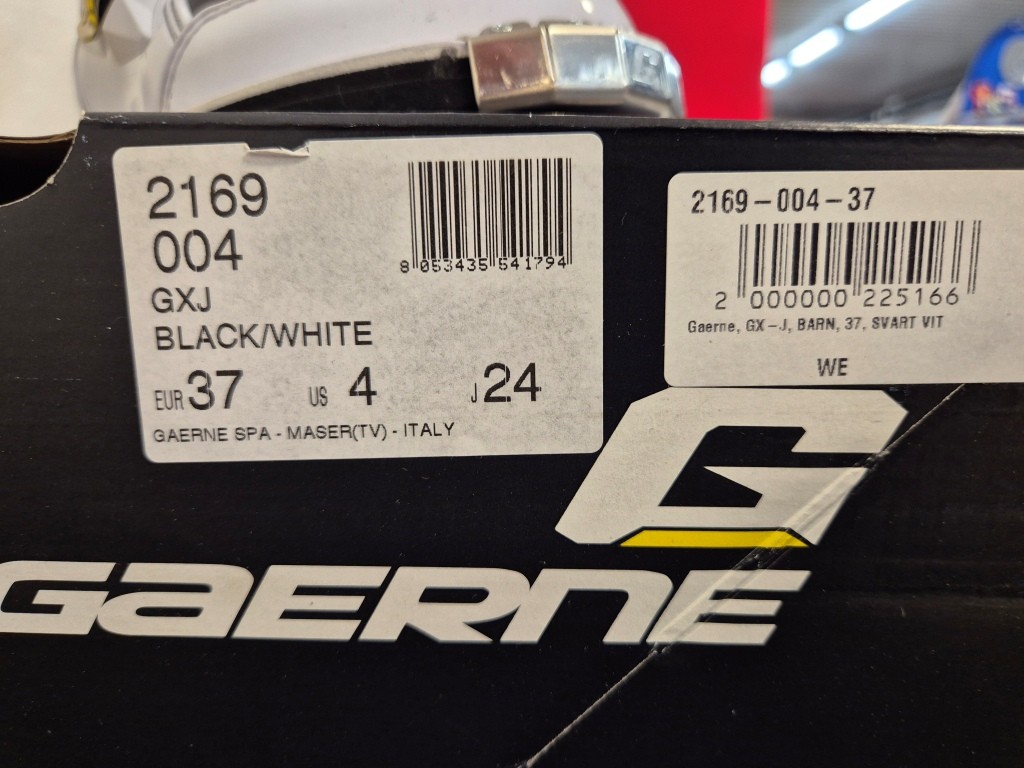 2169
004
GXJ
BLACK/WHITE
EUR 37 US 4 J 24
GAERNE SPA - MASER(TV) - ITALY
8 053435 541794
2169-004-37
2 000000 225166
Gaerne, GX-J, BARN, 37, SVART VIT
WE
G
GAERNE